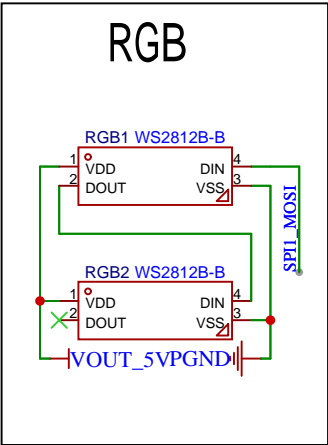 RGB
RGB1 WS2812B-B
1 VDD DIN 4
2 DOUT VSS 3
SPI1_MOSI
RGB2 WS2812B-B
1 VDD DIN 4
2 DOUT VSS 3
VOUT_5V PGND